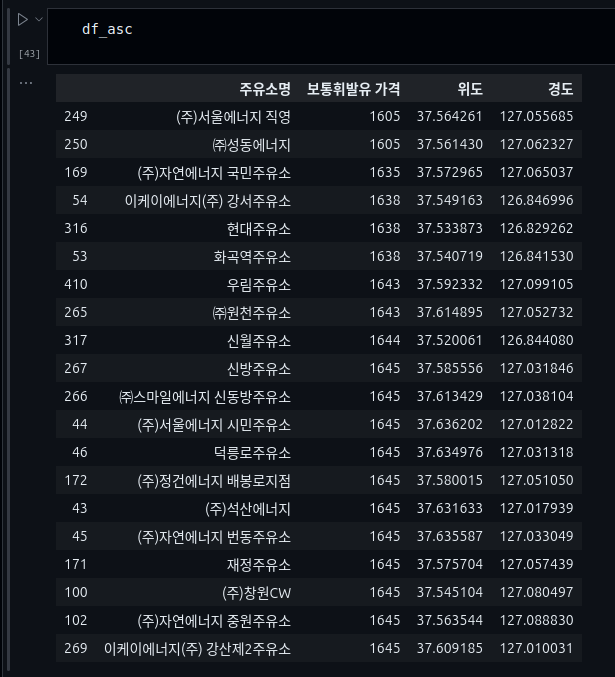 df_asc
[43]
...
주유소명 보통휘발유 가격 위도 경도
249 (주)서울에너지 직영 1605 37.564261 127.055685
250 ㈜성동에너지 1605 37.561430 127.062327
169 (주)자연에너지 국민주유소 1635 37.572965 127.065037
54 이케이에너지(주) 강서주유소 1638 37.549163 126.846996
316 현대주유소 1638 37.533873 126.829262
53 화곡역주유소 1638 37.540719 126.841530
410 우림주유소 1643 37.592332 127.099105
265 ㈜원천주유소 1643 37.614895 127.052732
317 신월주유소 1644 37.520061 126.844080
267 신방주유소 1645 37.585556 127.031846
266 ㈜스마일에너지 신동방주유소 1645 37.613429 127.038104
44 (주)서울에너지 시민주유소 1645 37.636202 127.012822
46 덕릉로주유소 1645 37.634976 127.031318
172 (주)정건에너지 배봉로지점 1645 37.580015 127.051050
43 (주)석산에너지 1645 37.631633 127.017939
45 (주)자연에너지 번동주유소 1645 37.635587 127.033049
171 재정주유소 1645 37.575704 127.057439
100 (주)창원CW 1645 37.545104 127.080497
102 (주)자연에너지 중원주유소 1645 37.563544 127.088830
269 이케이에너지(주) 강산제2주유소 1645 37.609185 127.010031